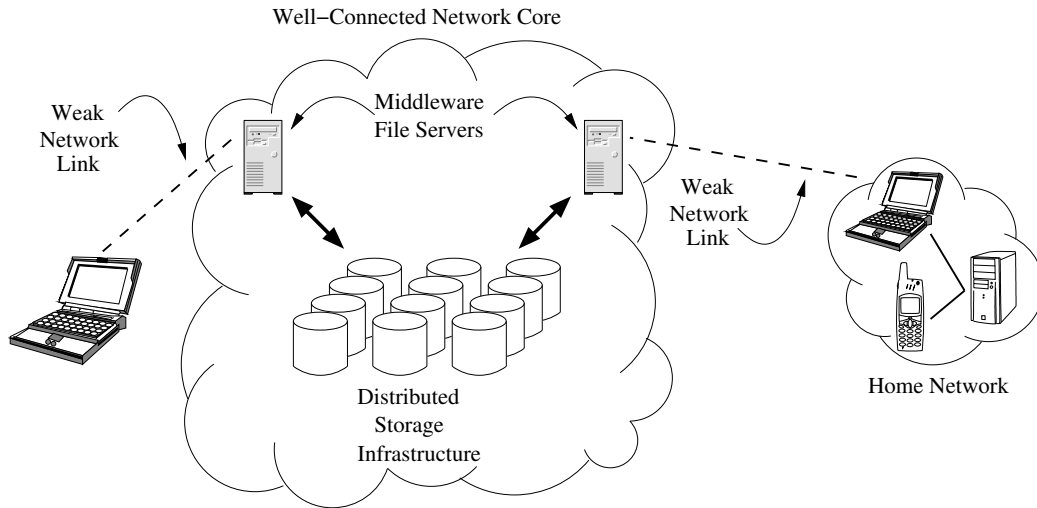 Well−Connected Network Core
Weak
Network
Link
Middleware
File Servers
Weak
Network
Link
Distributed
Storage
Infrastructure
Home Network